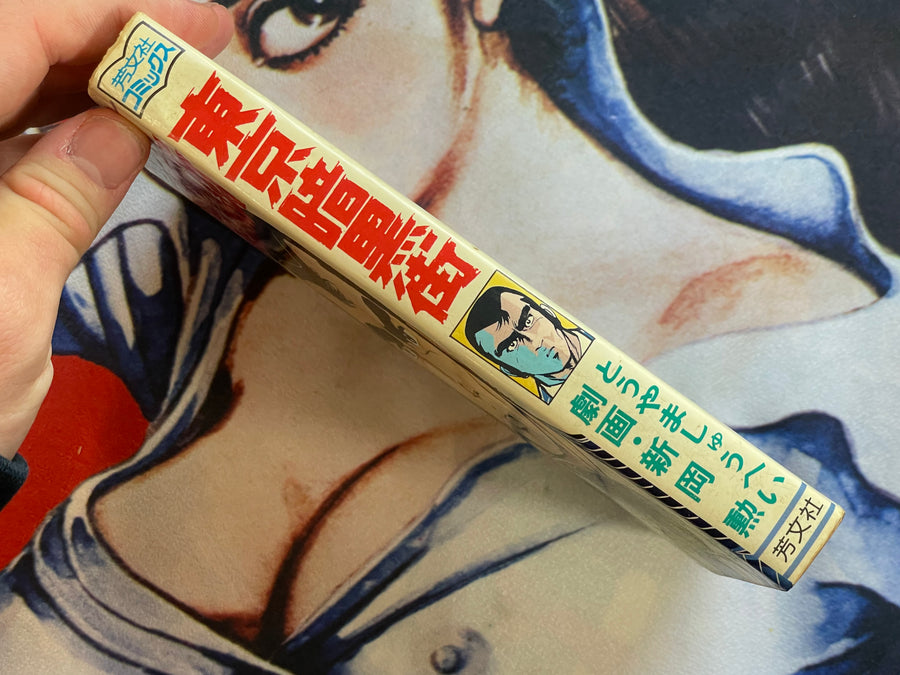 芳文社
コミックス
東京暗黒街
とうやましゅうへい
劇画・新岡勲
芳文社